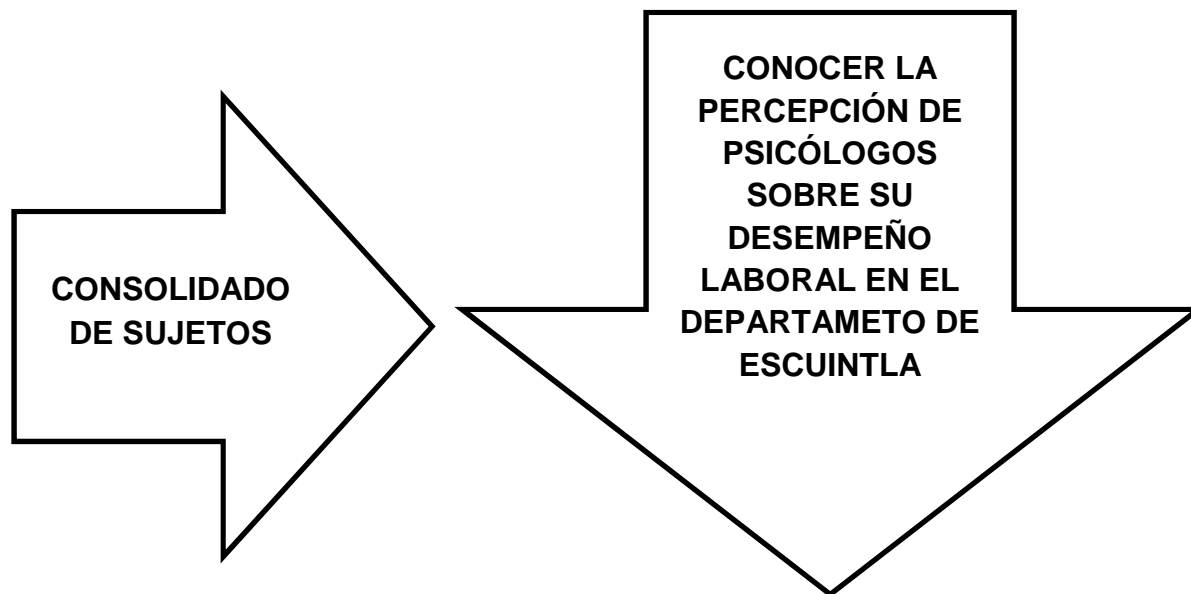 CONSOLIDADO
DE SUJETOS
CONOCER LA
PERCEPCIÓN DE
PSICÓLOGOS
SOBRE SU
DESEMPEÑO
LABORAL EN EL
DEPARTAMETO DE
ESCUINTLA